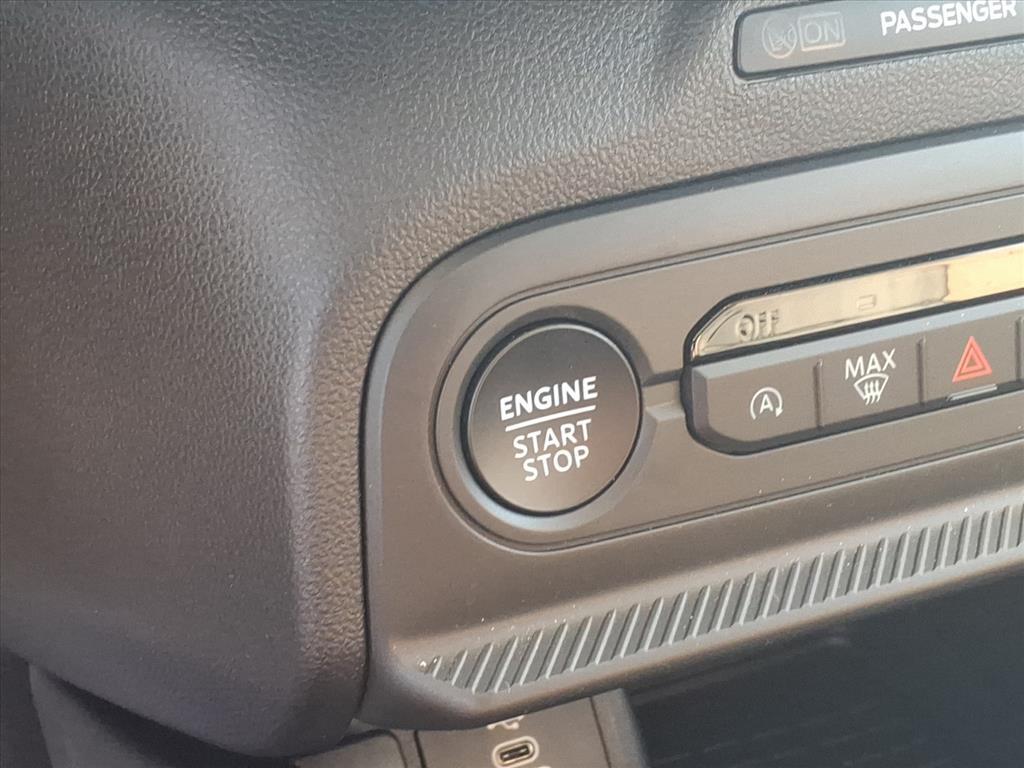 ON PASSENGER
OFF
MAX
A
ENGINE
START
STOP